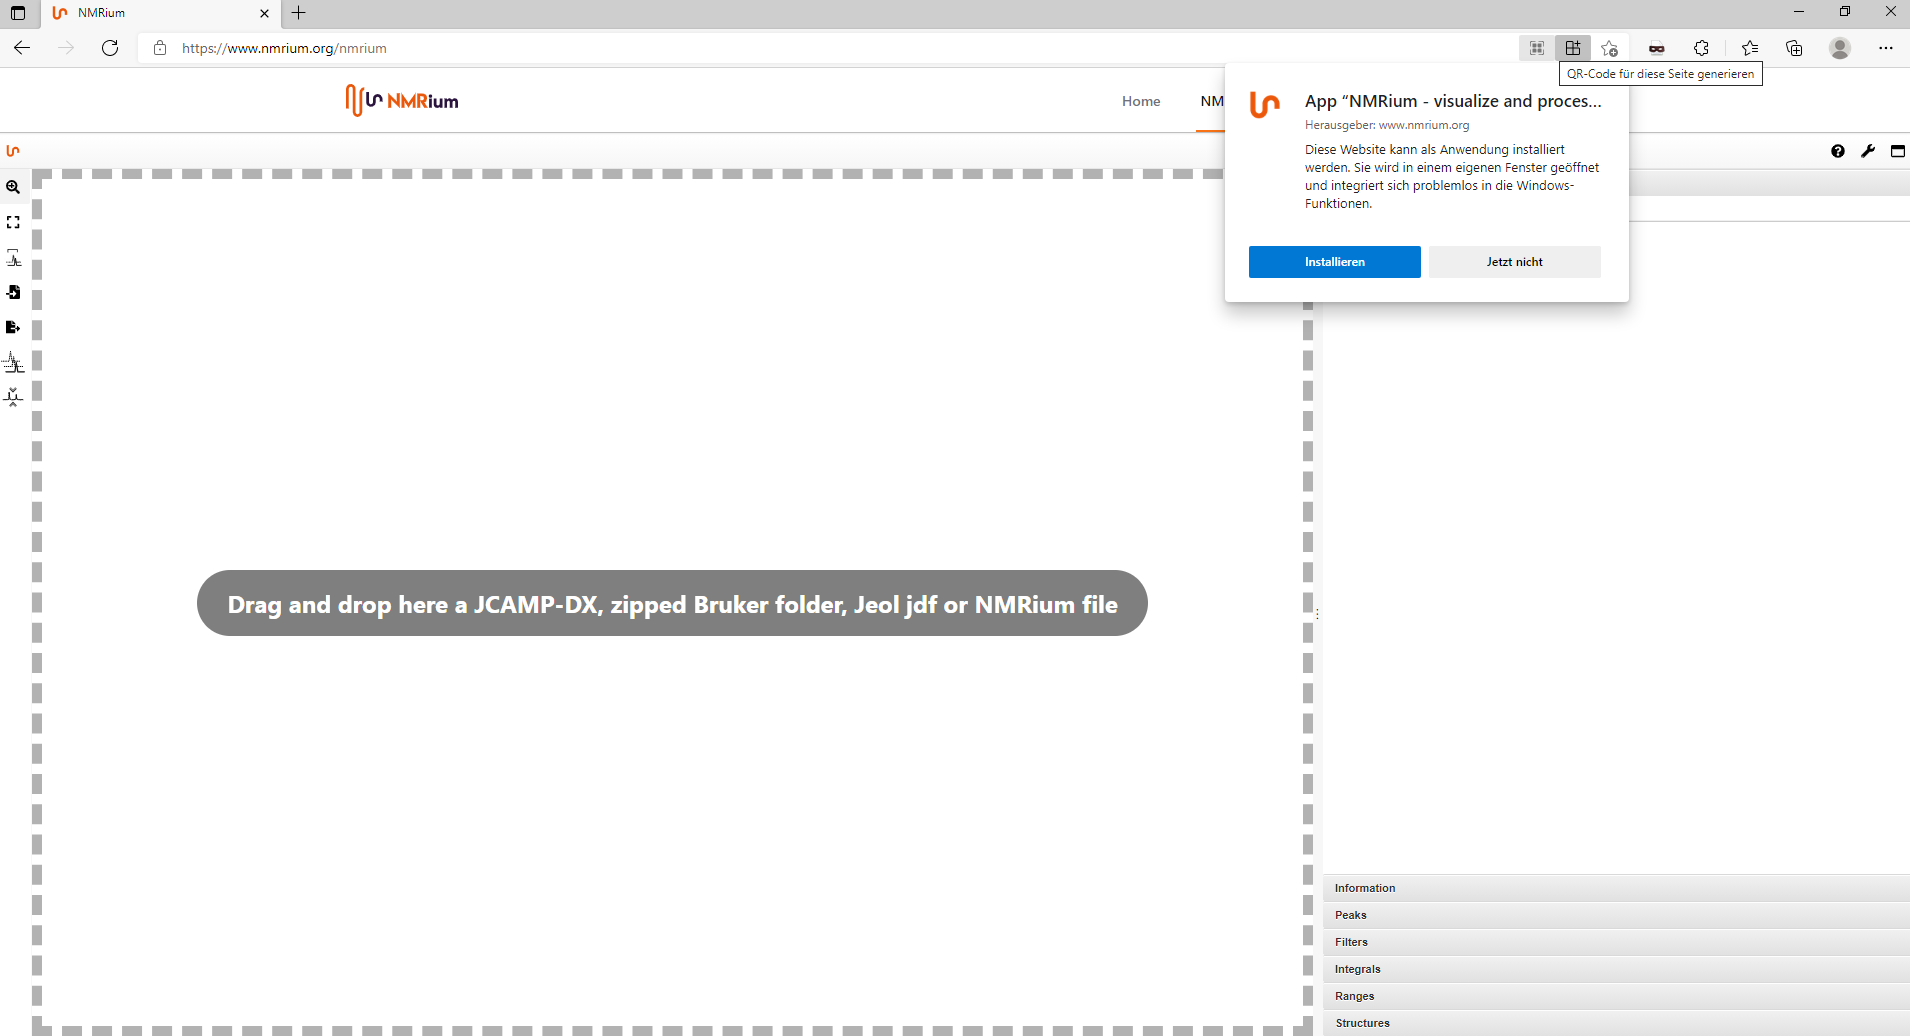 NMRium
https://www.nmrium.org/nmrium
QR-Code für diese Seite generieren
NMRium
Home
NM
App “NMRium - visualize and proces...
Herausgeber: www.nmrium.org
Diese Website kann als Anwendung installiert
werden. Sie wird in einem eigenen Fenster geöffnet
und integriert sich problemlos in die Windows-
Funktionen.
Installieren
Jetzt nicht
Drag and drop here a JCAMP-DX, zipped Bruker folder, Jeol jdf or NMRium file
Information
Peaks
Filters
Integrals
Ranges
Structures